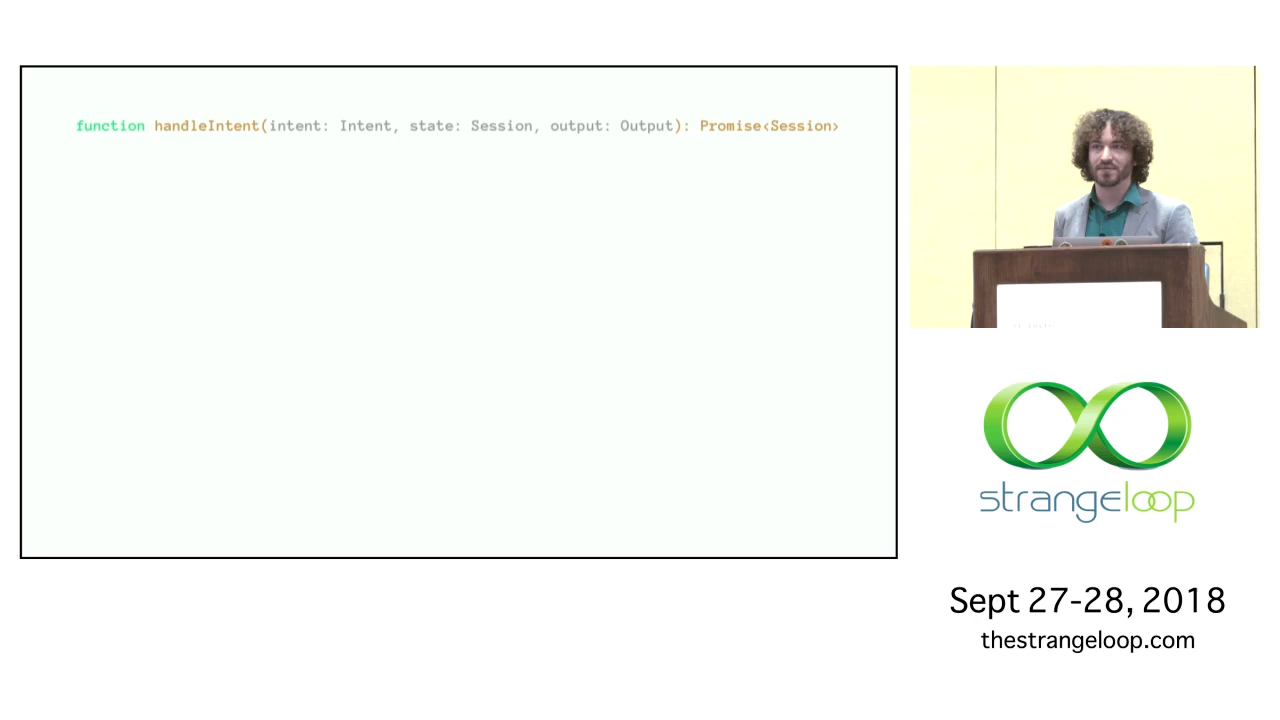 function handleIntent(intent: Intent, state: Session, output: Output): Promise<Session>
strangeloop
Sept 27-28, 2018
thestrangeloop.com